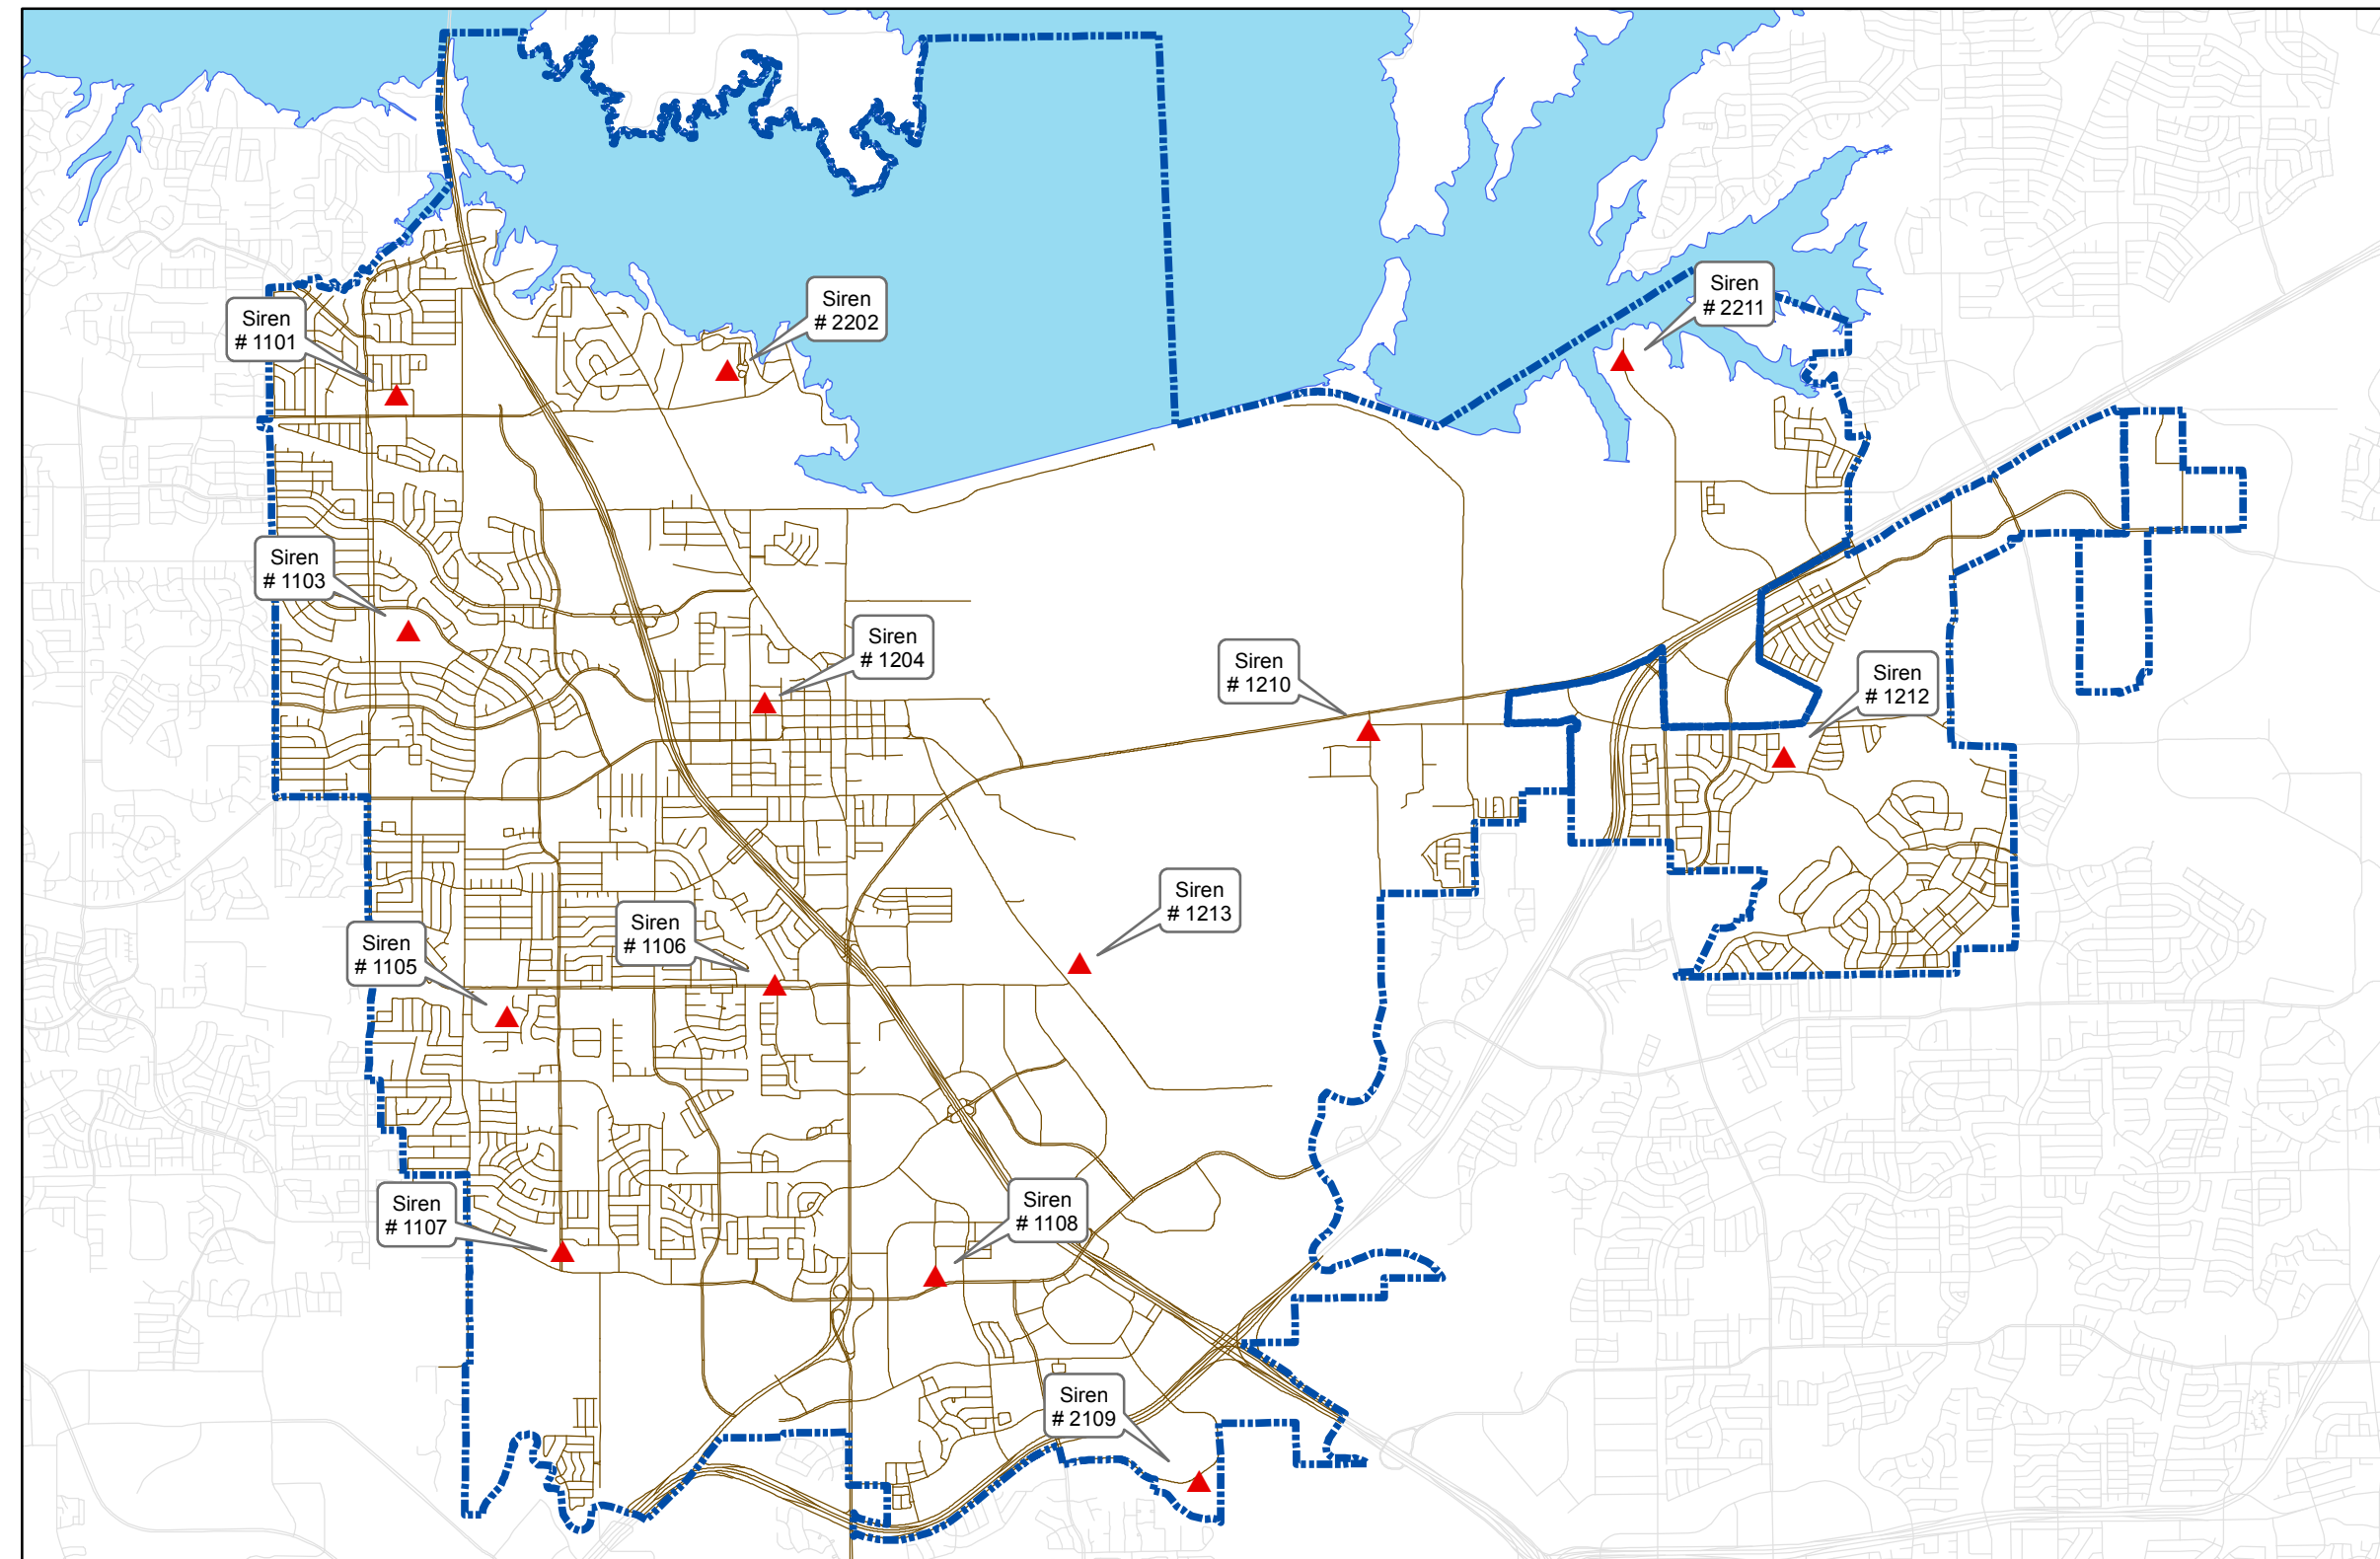 Siren
# 2211
Siren
# 2202
Siren
# 1101
Siren
# 1103
Siren
# 1204
Siren
# 1210
Siren
# 1212
Siren
# 1213
Siren
# 1106
Siren
# 1105
Siren
# 1108
Siren
# 1107
Siren
# 2109